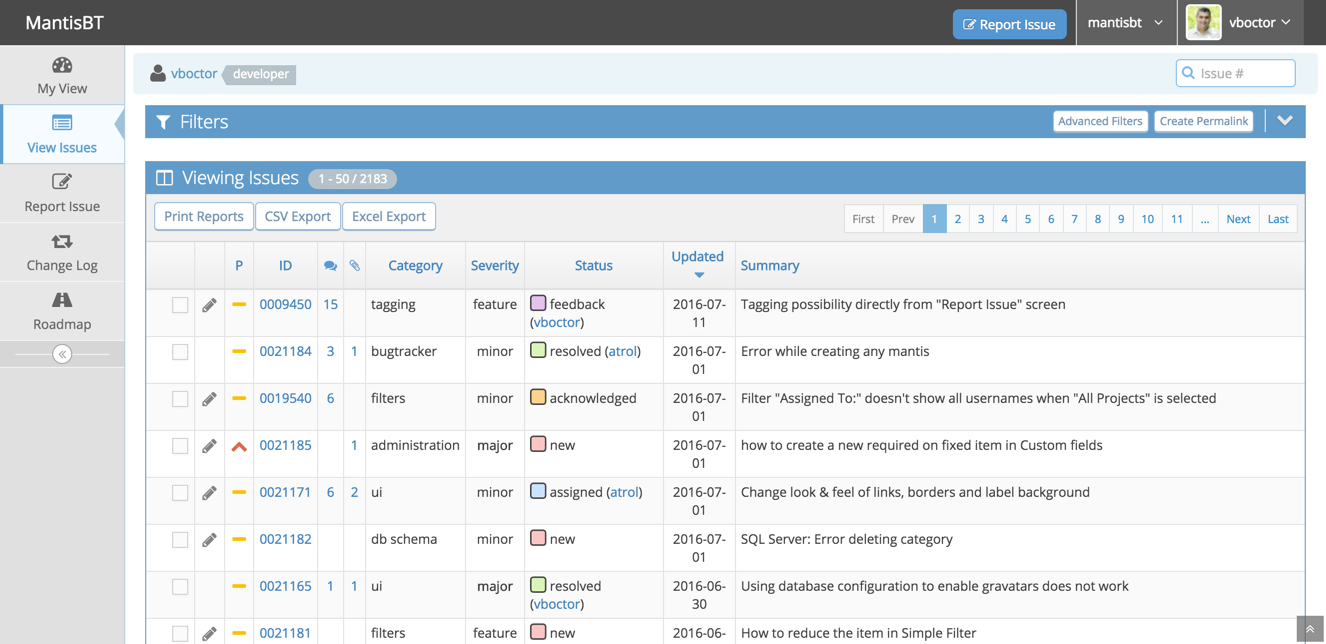 MantisBT
Report Issue
mantisbt
vboctor
My View
View Issues
Report Issue
Change Log
Roadmap
vboctor developer
Issue #
Filters
Advanced Filters Create Permalink
Viewing Issues 1 - 50 / 2183
Print Reports CSV Export Excel Export
First Prev 1 2 3 4 5 6 7 8 9 10 11 ... Next Last
P ID Category Severity Status Updated Summary
0009450 15 tagging feature feedback (vboctor) 2016-07-11 Tagging possibility directly from "Report Issue" screen
0021184 3 1 bugtracker minor resolved (atrol) 2016-07-01 Error while creating any mantis
0019540 6 filters minor acknowledged 2016-07-01 Filter "Assigned To:" doesn't show all usernames when "All Projects" is selected
0021185 1 administration major new 2016-07-01 how to create a new required on fixed item in Custom fields
0021171 6 2 ui minor assigned (atrol) 2016-07-01 Change look & feel of links, borders and label background
0021182 db schema minor new 2016-07-01 SQL Server: Error deleting category
0021165 1 1 ui major resolved (vboctor) 2016-06-30 Using database configuration to enable gravatars does not work
0021181 filters feature new 2016-06- How to reduce the item in Simple Filter